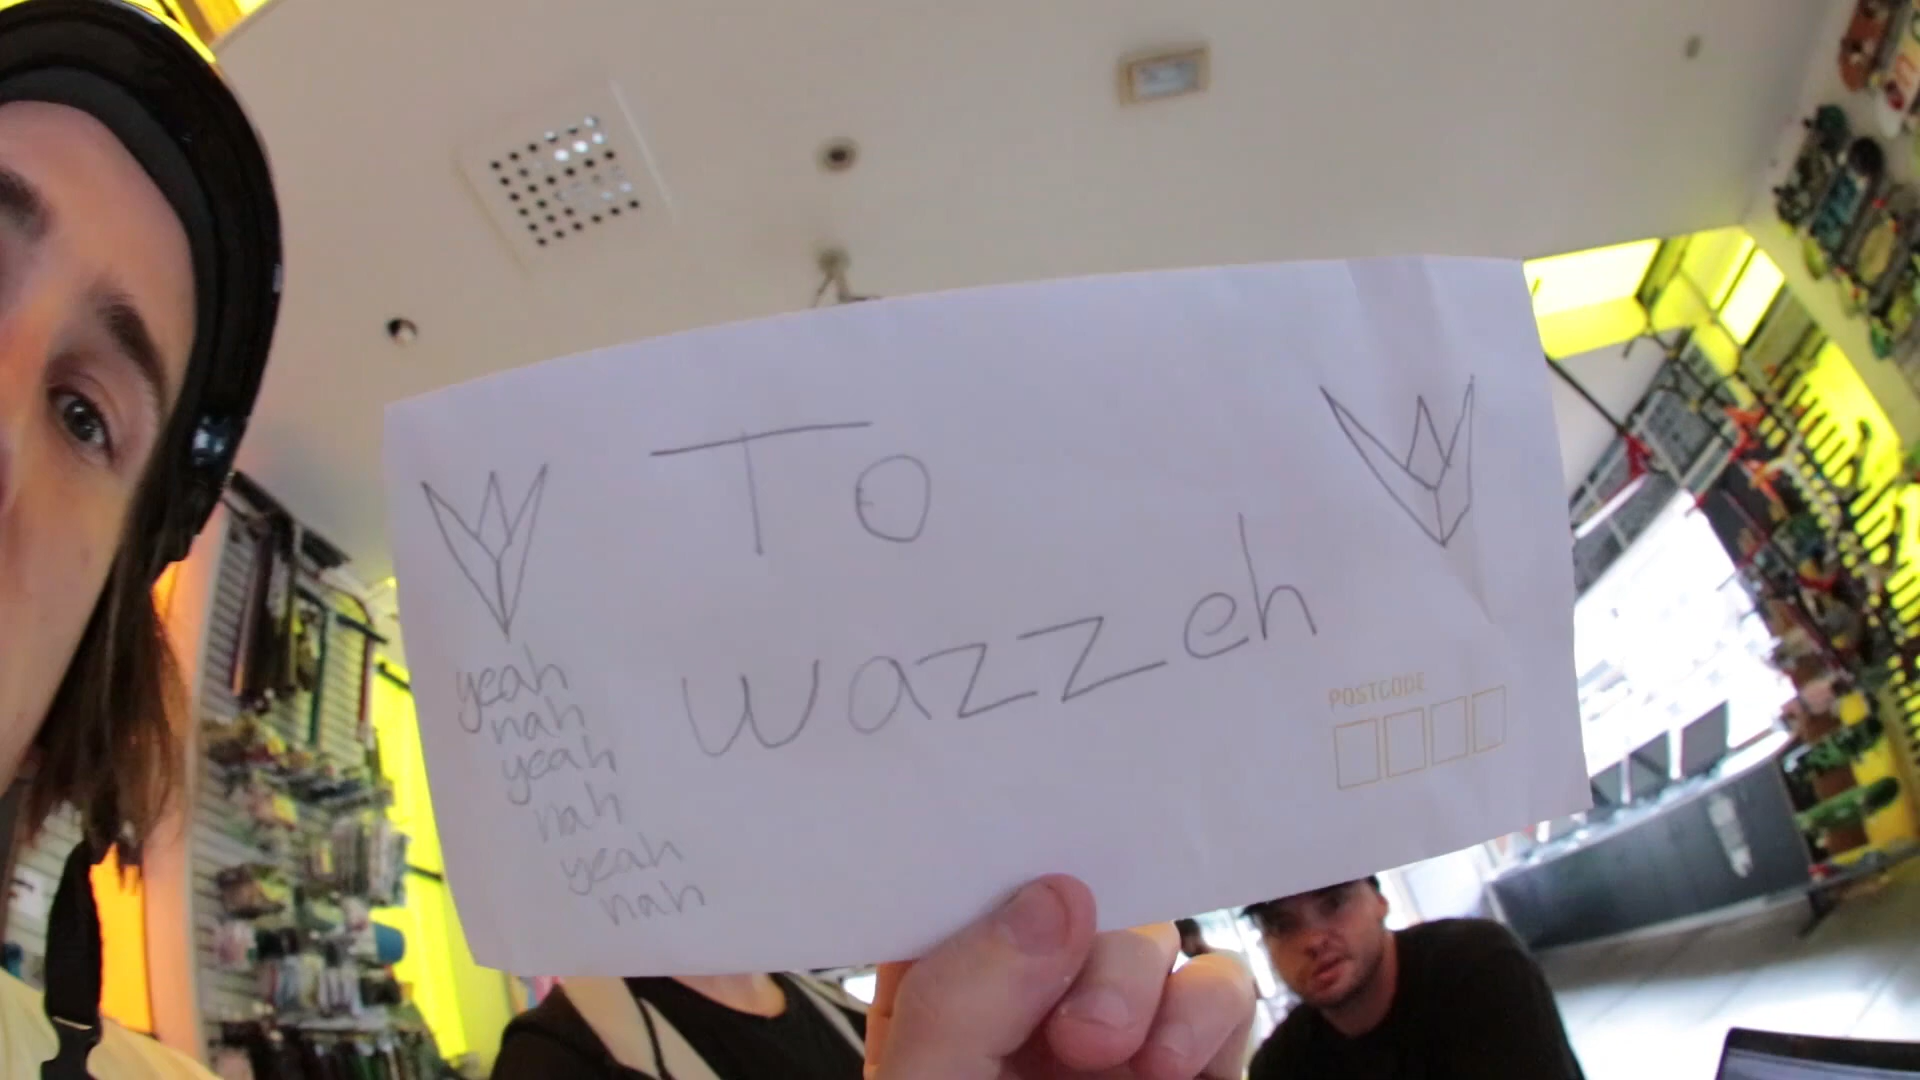 To
wazzeh
yeah
nah
yeah
nah
yeah
nah
POSTCODE